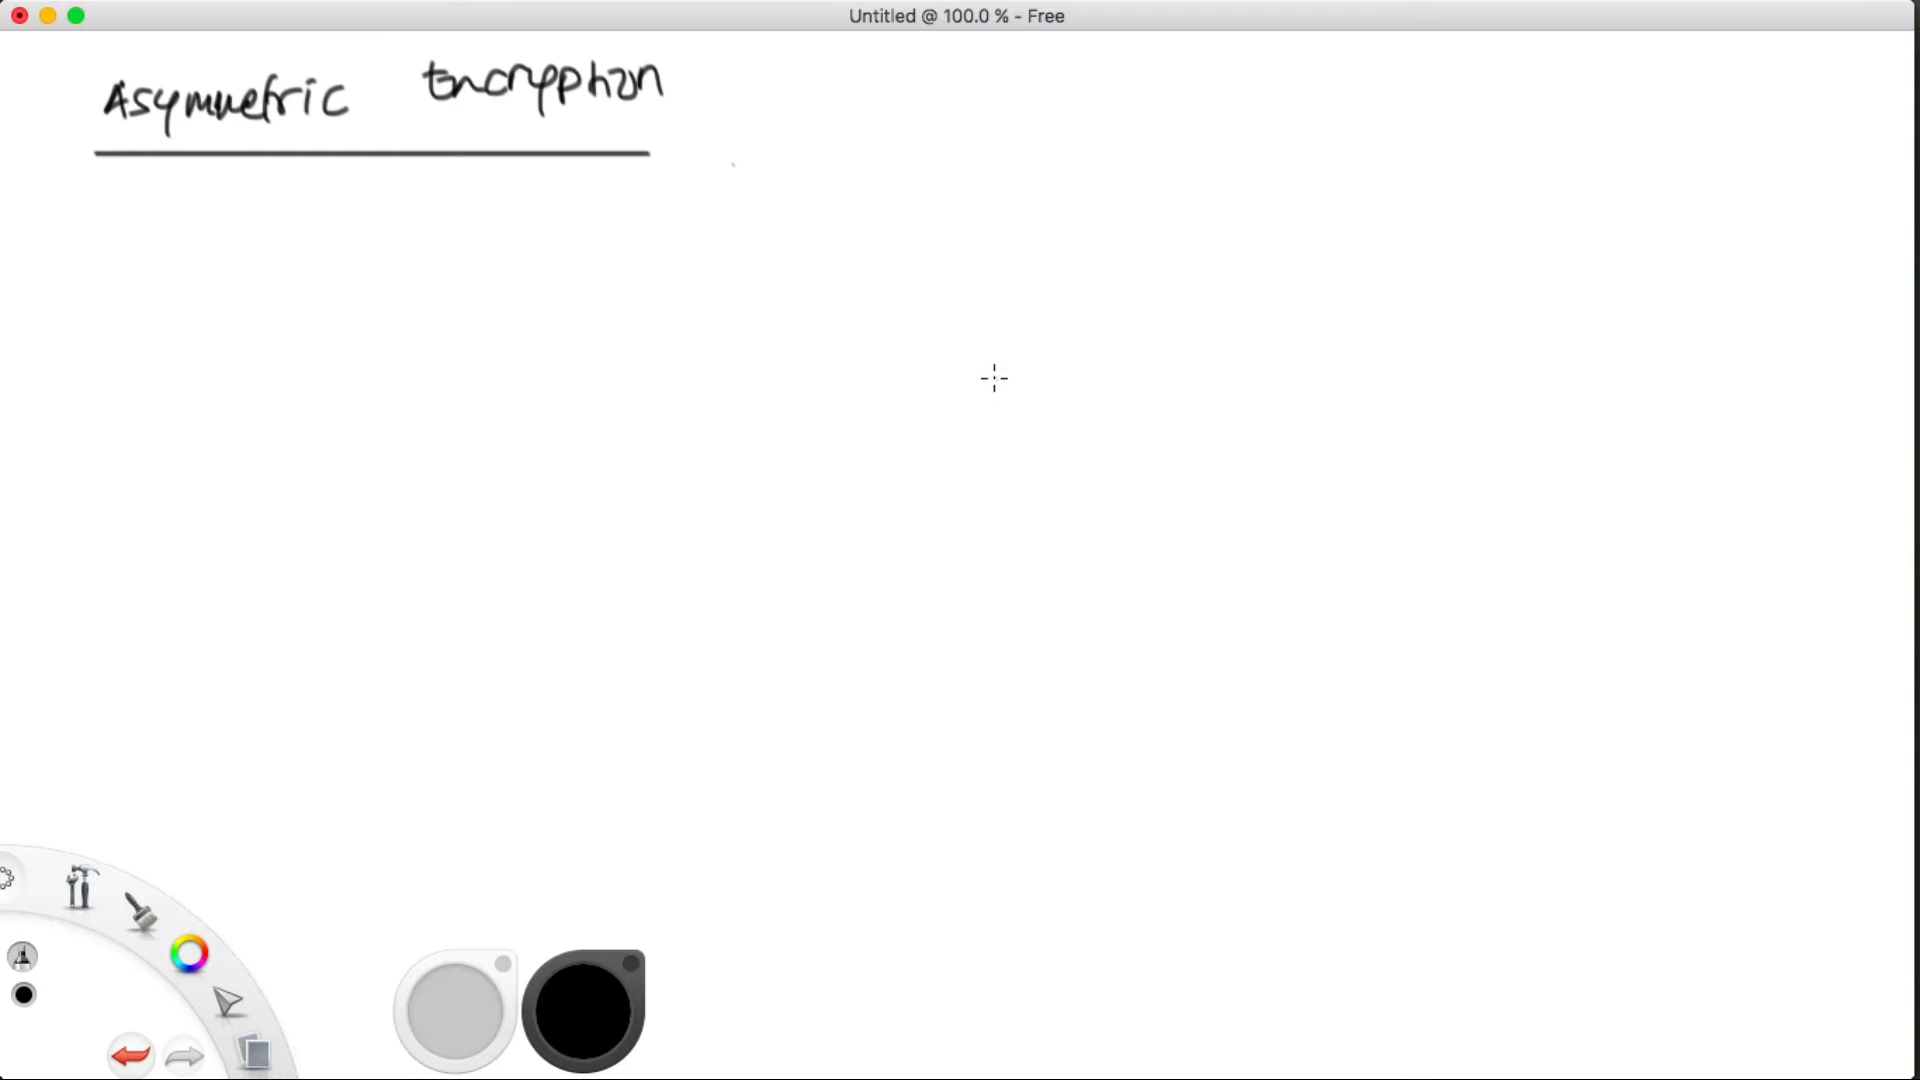 Untitled @ 100.0 % - Free
Asymmetric Encryption